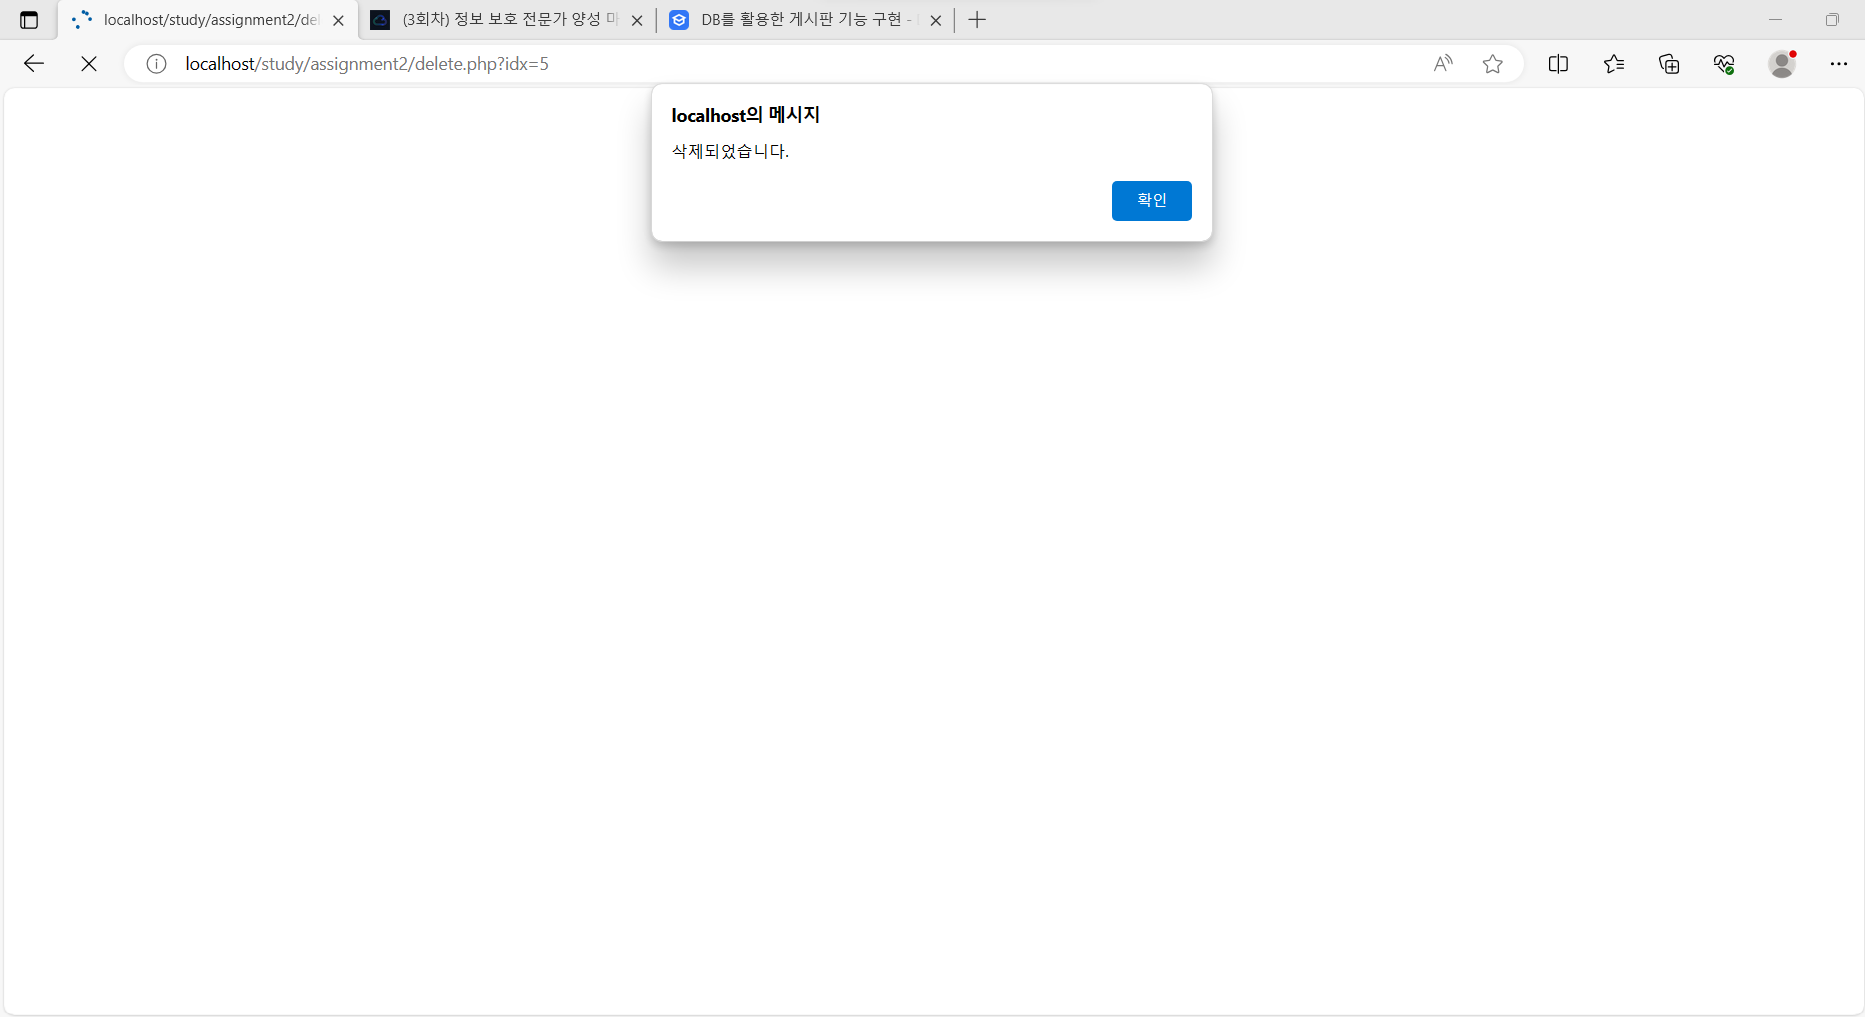 localhost/study/assignment2/del
(3회차) 정보 보호 전문가 양성
DB를 활용한 게시판 기능 구현 -
localhost/study/assignment2/delete.php?idx=5
localhost의 메시지
삭제되었습니다.
확인